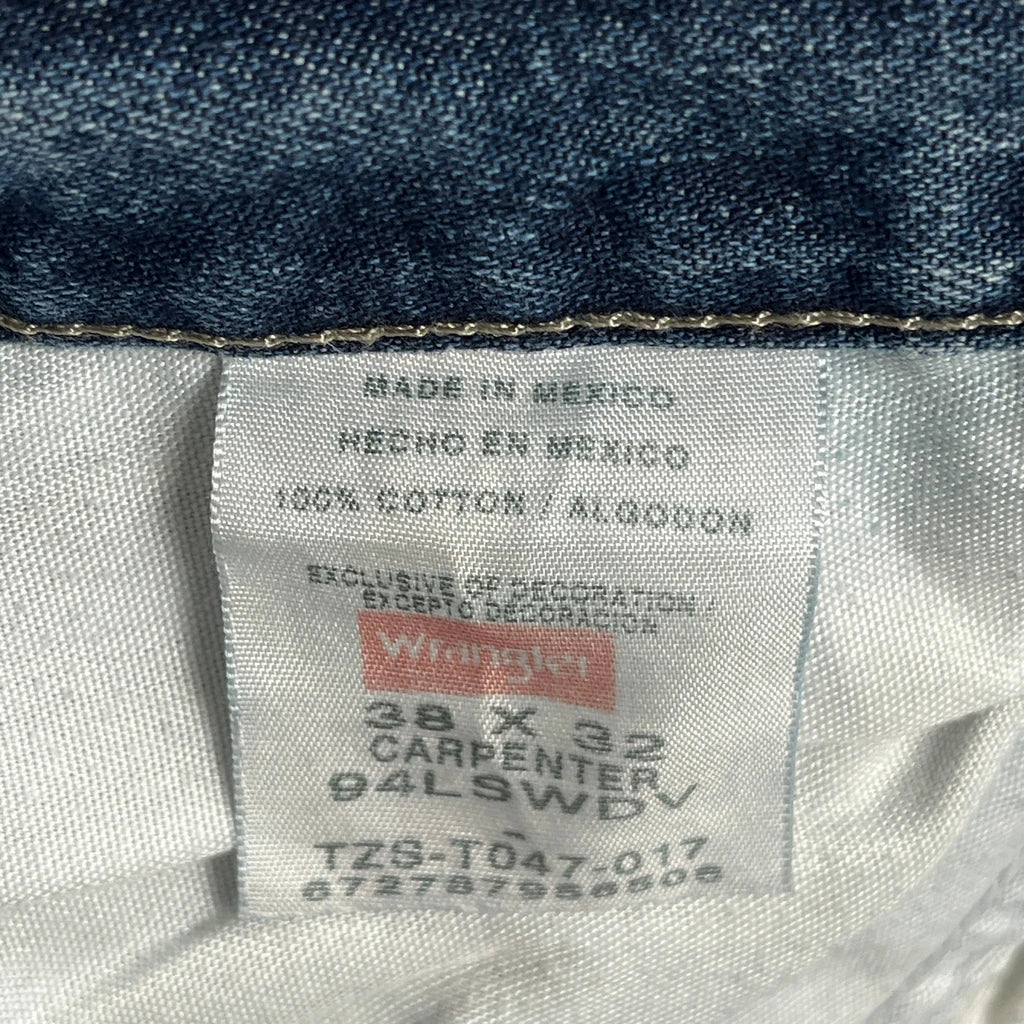 MADE IN MEXICO
HECHO EN MEXICO
100% COTTON / ALGODON
EXCLUSIVE OF DECORATION /
EXCEPTO DECORACION
Wrangler
38 X 32
CARPENTER
94LSWDV
-
TZS-T047-017